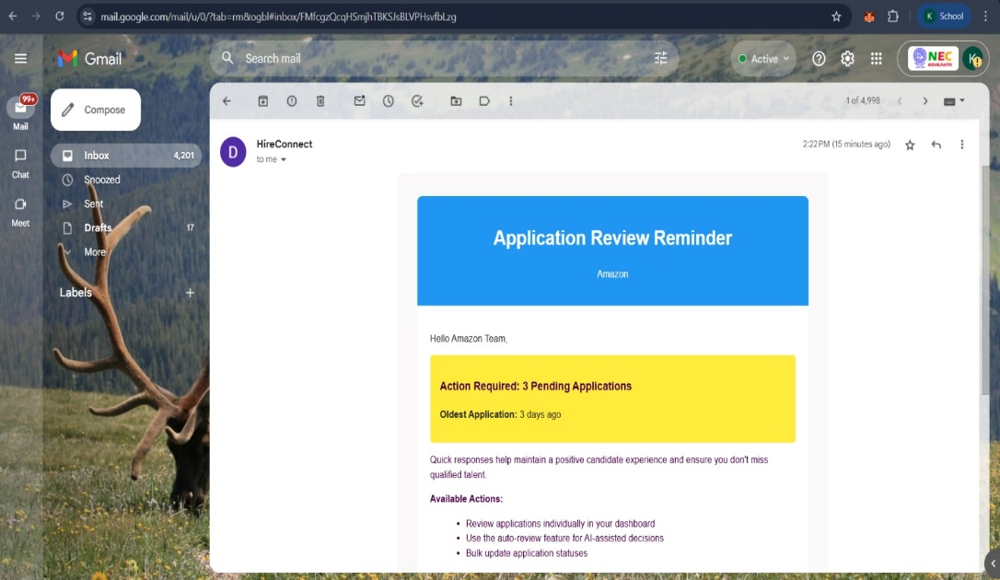 mail.google.com/mail/u/0/?tab=rm&ogbl#inbox/FMfcgzQcqHSmjhTBKSJsBLVPHsvfbLzg
K School
Gmail
Search mail
Active
NEC
KOVILPATTI
K
99+
Mail
Compose
1 of 4,998
Chat
Meet
Inbox 4,201
Snoozed
Sent
Drafts 17
More
Labels
D
HireConnect
to me
2:22 PM (15 minutes ago)
Application Review Reminder
Amazon
Hello Amazon Team,
Action Required: 3 Pending Applications
Oldest Application: 3 days ago
Quick responses help maintain a positive candidate experience and ensure you don't miss
qualified talent.
Available Actions:
• Review applications individually in your dashboard
• Use the auto-review feature for AI-assisted decisions
• Bulk update application statuses